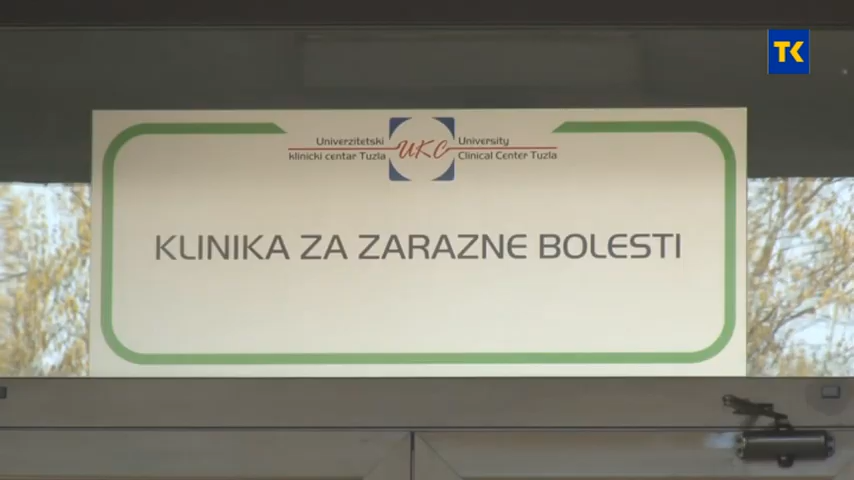 TK
Univerzitetski
klinicki centar Tuzla
UKC
University
Clinical Center Tuzla
KLINIKA ZA ZARAZNE BOLESTI